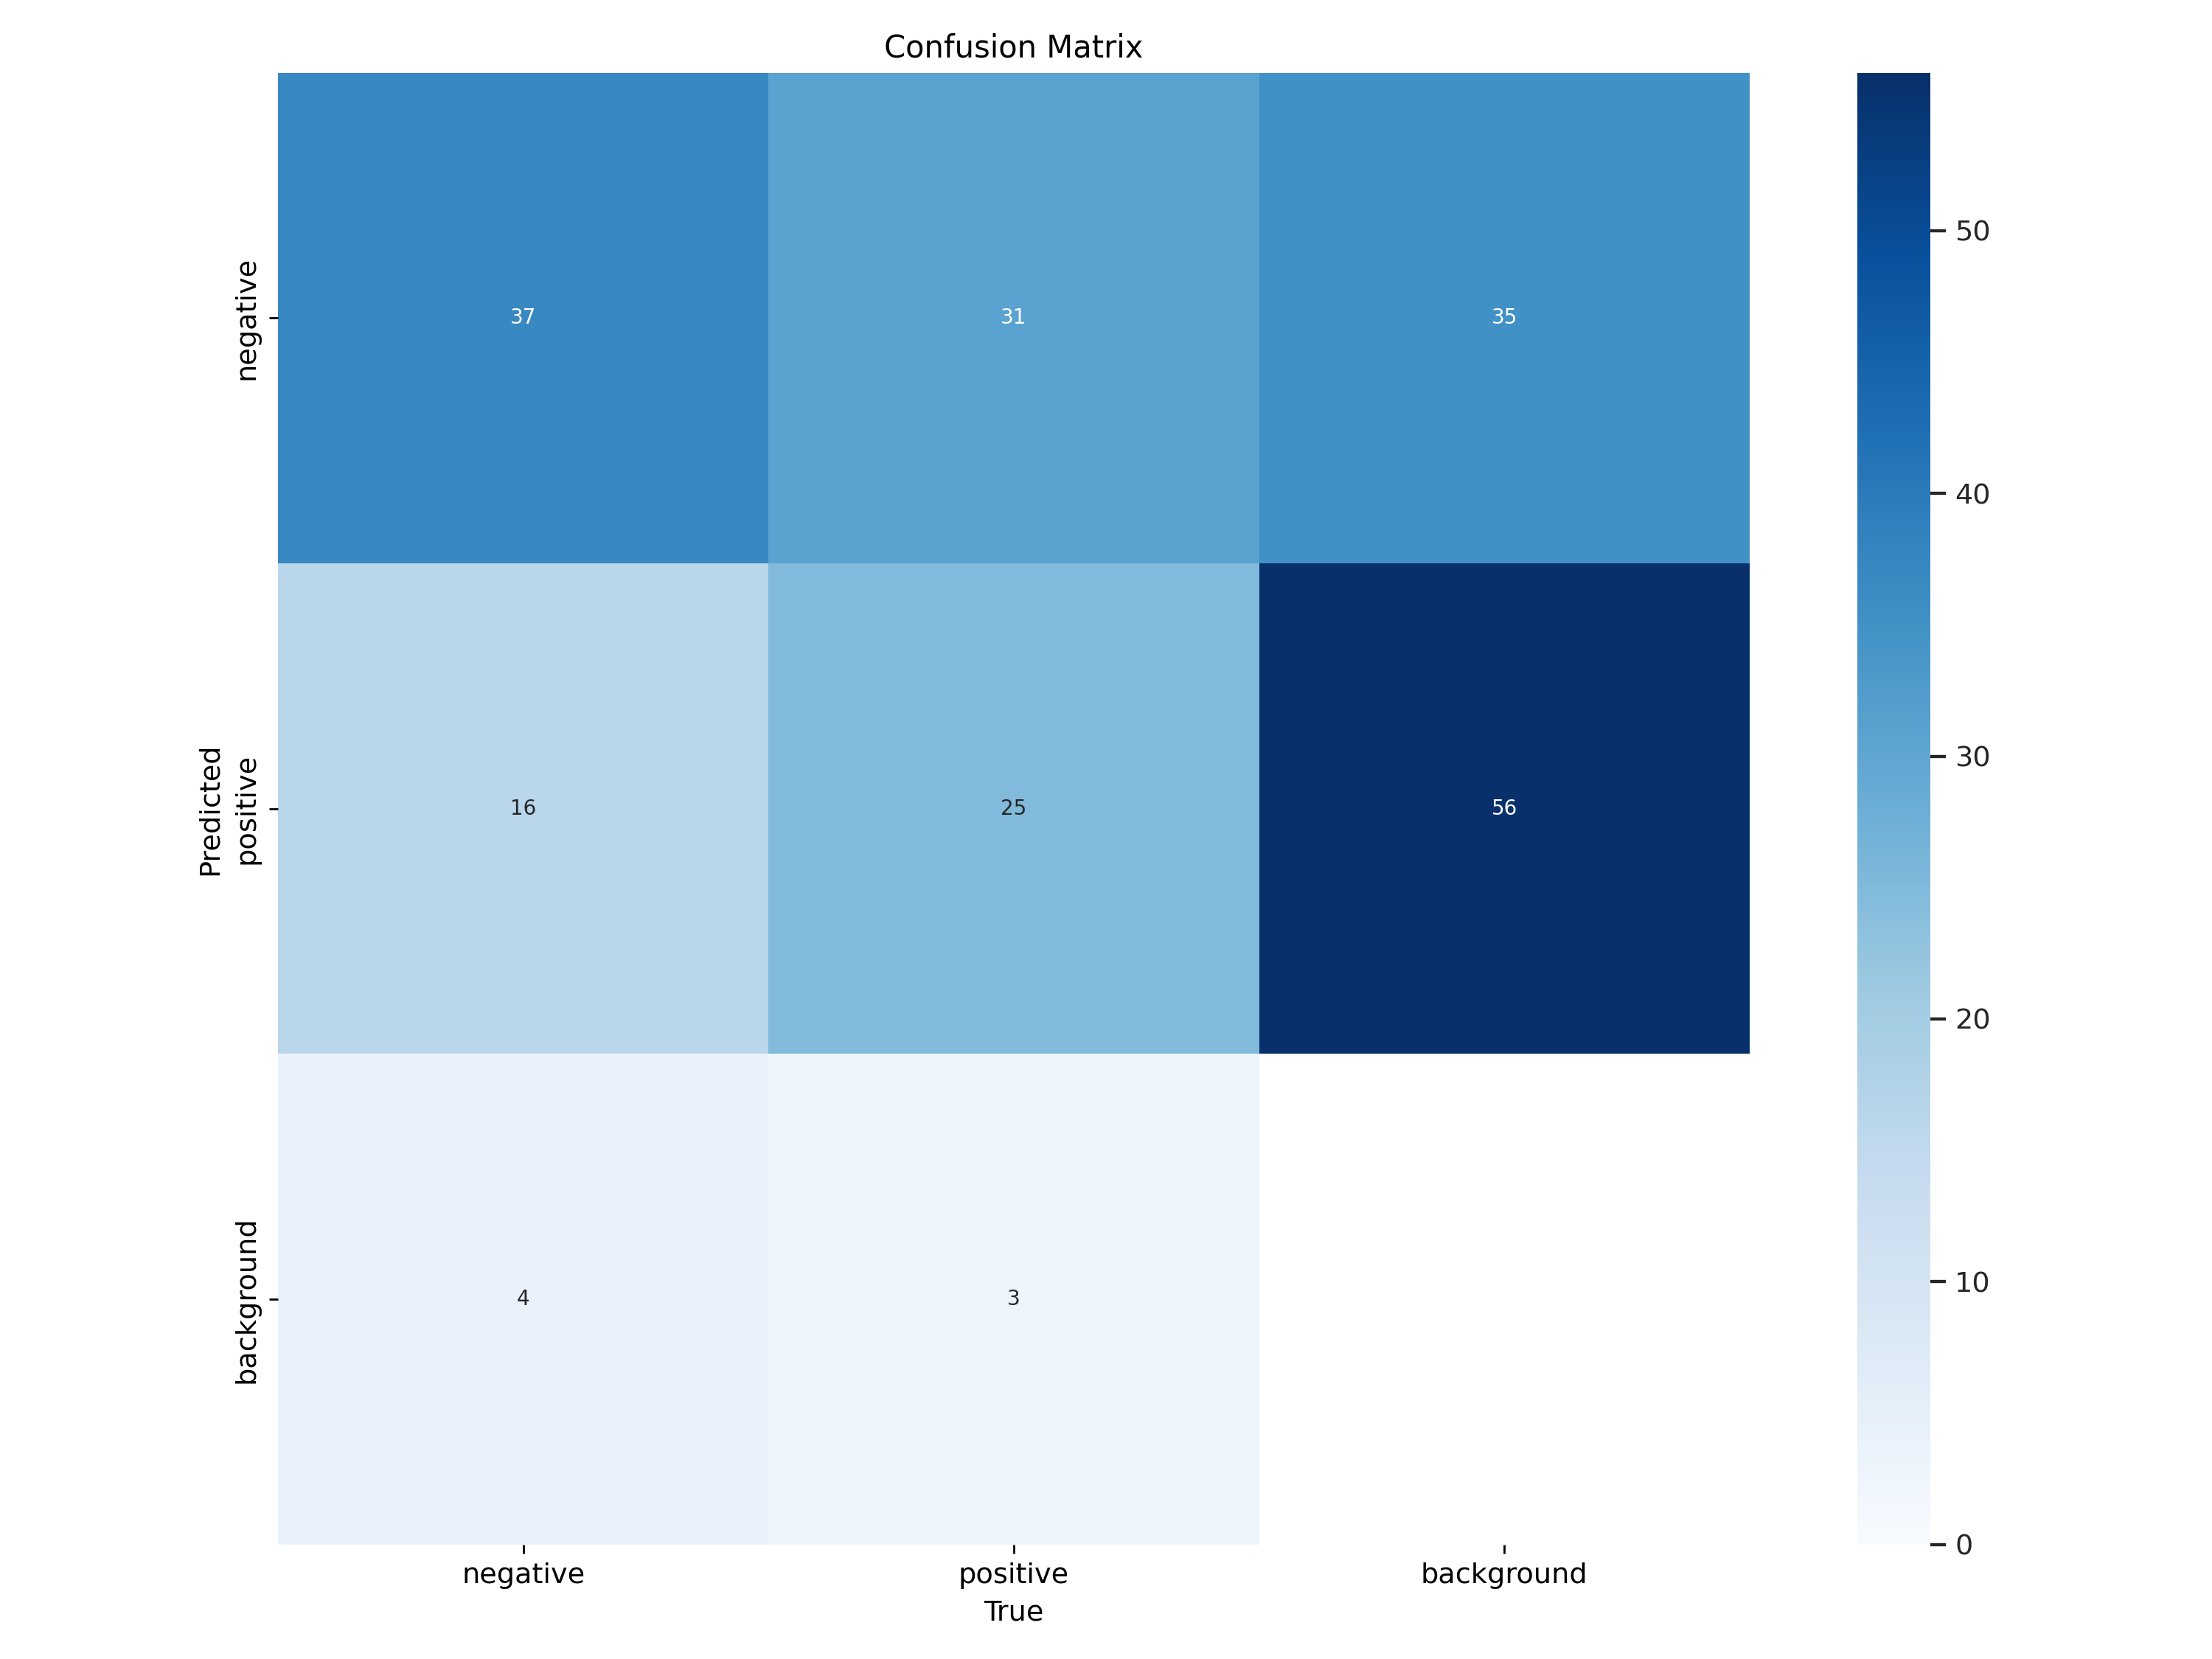 Confusion Matrix
negative
37
31
35
50
40
Predicted
positive
16
25
56
30
20
background
4
3
10
0
negative
positive
background
True